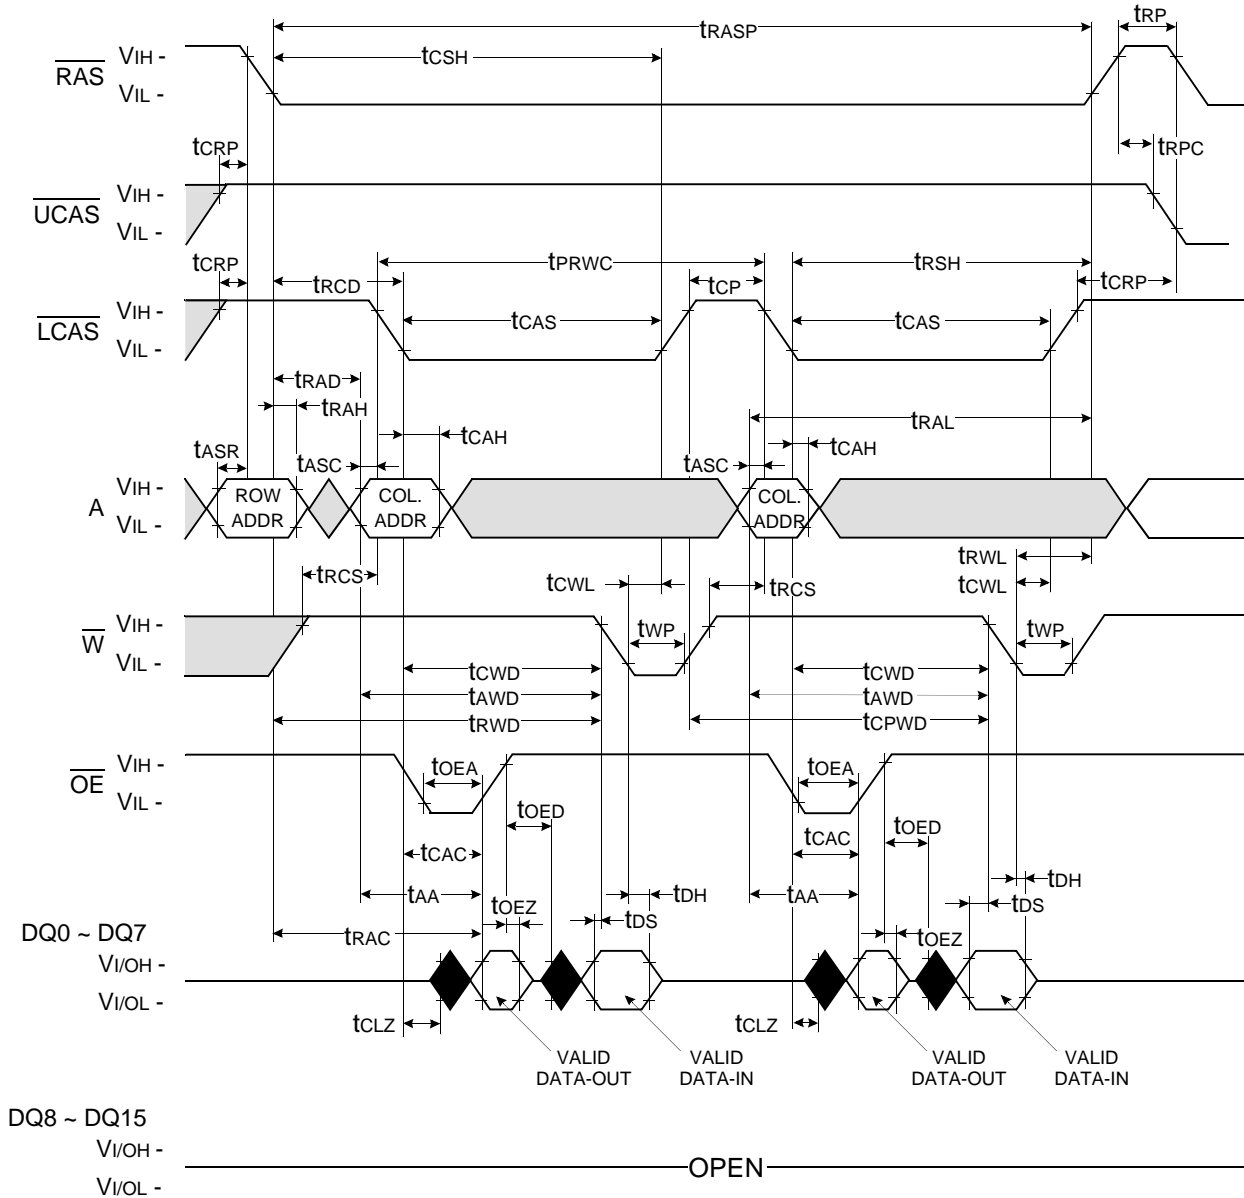 tRASP
tRP
VIH -
tCSH
RAS
VIL -
tCRP
tRPC
VIH -
UCAS
VIL -
tCRP
tPRWC
tRSH
tRCD
tCP
tCRP
VIH -
LCAS
tCAS
tCAS
VIL -
tRAD
tRAH
tRAL
tASR
tASC
tCAH
tASC
tCAH
VIH -
A
VIL -
ROW
ADDR
COL.
ADDR
COL.
ADDR
tRWL
tRCS
tCWL
tRCS
tCWL
VIH -
W
tWP
tWP
VIL -
tCWD
tCWD
tAWD
tAWD
tRWD
tCPWD
VIH -
OE
tOEA
tOEA
VIL -
tOED
tOED
tCAC
tCAC
tAA
tDH
tAA
tDH
tOEZ
tDS
tDS
tRAC
tOEZ
DQ0 ~ DQ7
VI/OH -
VI/OL -
tCLZ
tCLZ
VALID
DATA-OUT
VALID
DATA-IN
VALID
DATA-OUT
VALID
DATA-IN
DQ8 ~ DQ15
VI/OH -
OPEN
VI/OL -